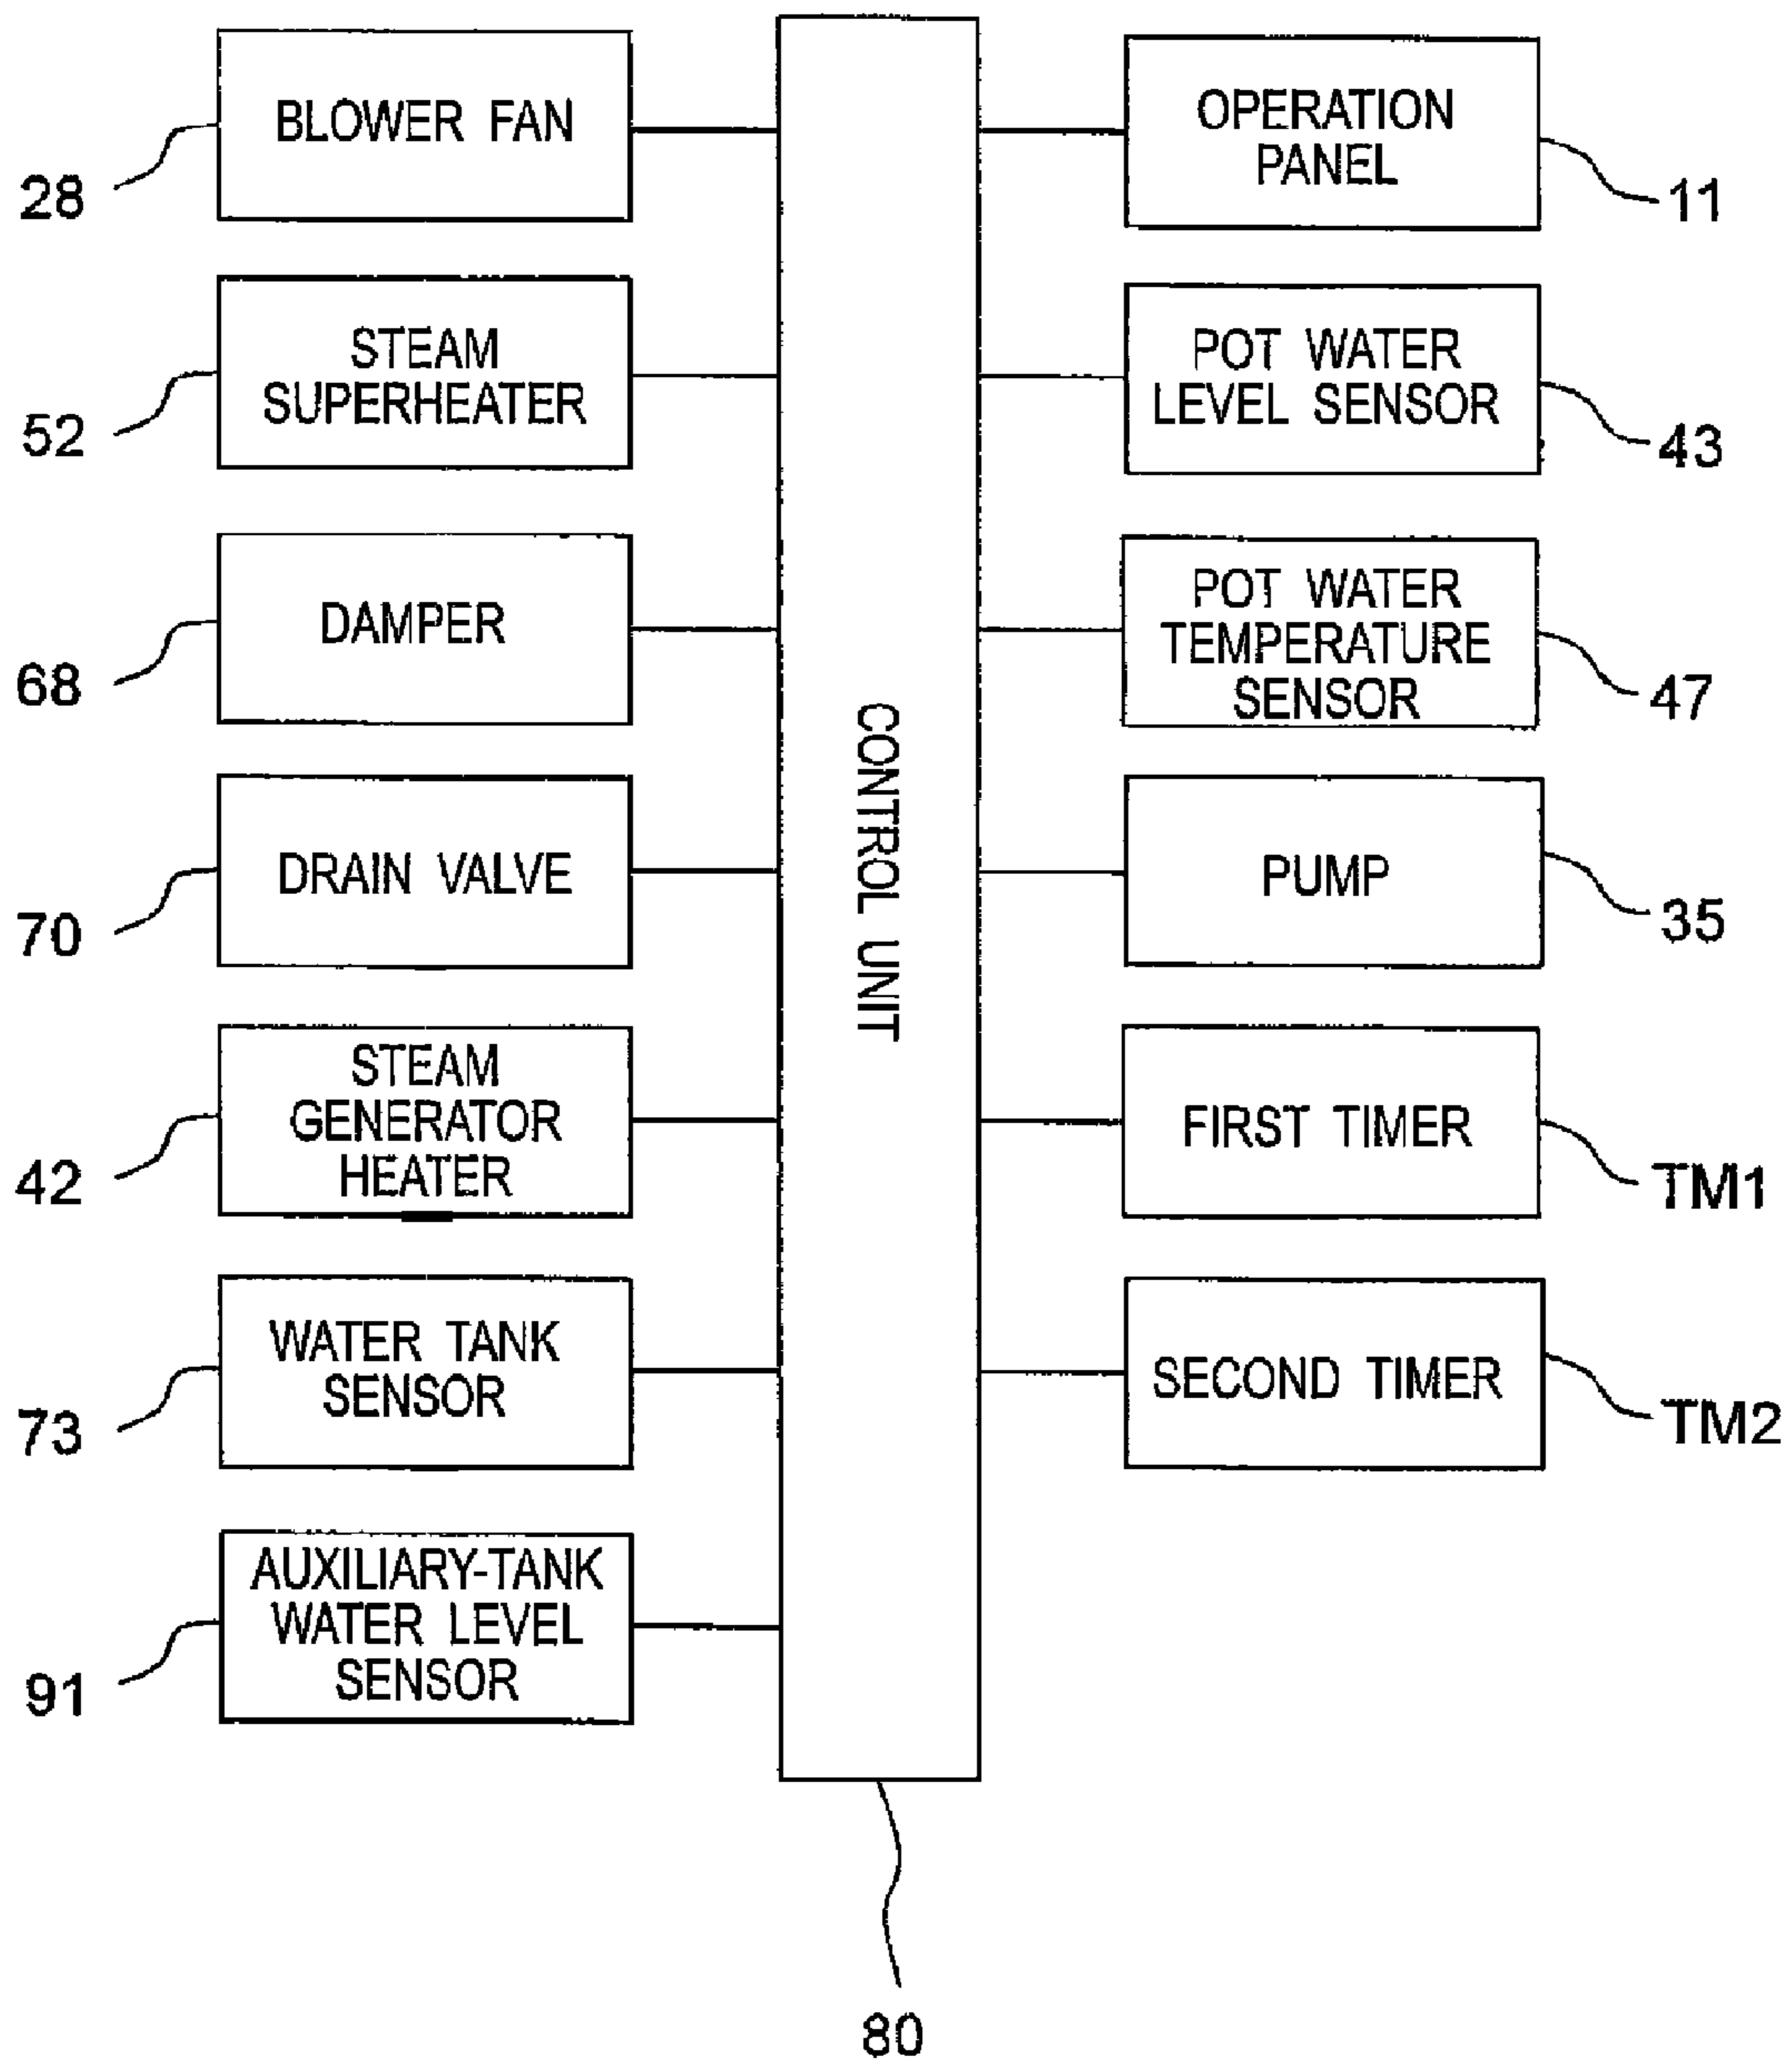 BLOWER FAN
28
STEAM
SUPERHEATER
52
DAMPER
68
DRAIN VALVE
70
STEAM
GENERATOR
HEATER
42
WATER TANK
SENSOR
73
AUXILIARY-TANK
WATER LEVEL
SENSOR
91
CONTROL UNIT
80
OPERATION
PANEL
11
POT WATER
LEVEL SENSOR
43
POT WATER
TEMPERATURE
SENSOR
47
PUMP
35
FIRST TIMER
TM1
SECOND TIMER
TM2